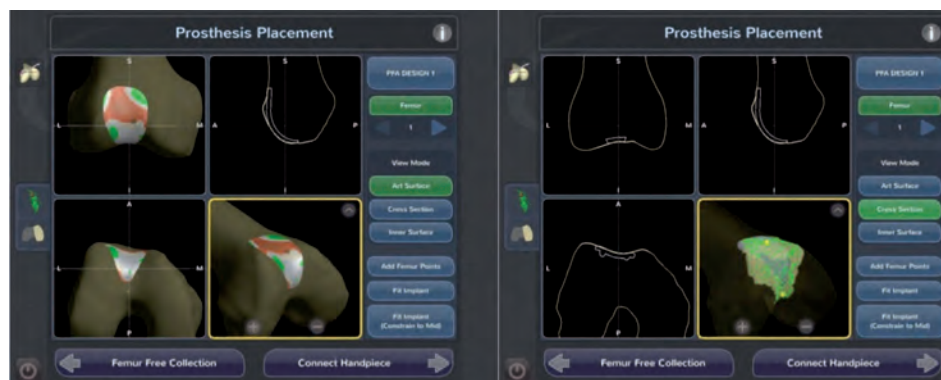 Prosthesis Placement
i
S
S
PFA DESIGN 1
Femur
L
M
A
P
1
View Mode
I
I
Art Surface
A
Cross Section
Inner Surface
L
M
Add Femur Points
Fit Implant
Fit Implant
(Constrain to Mid)
P
+
−
Femur Free Collection
Connect Handpiece
Prosthesis Placement
i
S
S
PFA DESIGN 1
Femur
L
M
A
P
1
View Mode
I
I
Art Surface
A
Cross Section
Inner Surface
L
M
Add Femur Points
Fit Implant
Fit Implant
(Constrain to Mid)
P
+
−
Femur Free Collection
Connect Handpiece